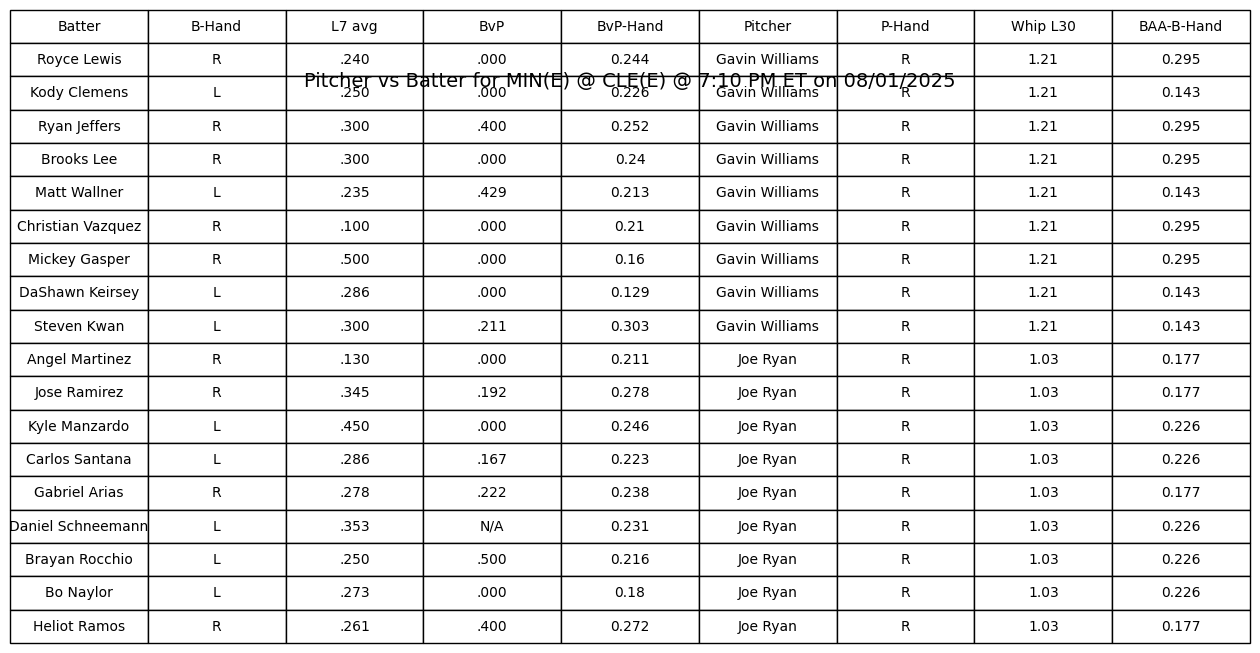 Batter B-Hand L7 avg BvP BvP-Hand Pitcher P-Hand Whip L30 BAA-B-Hand
Royce Lewis R .240 .000 0.244 Gavin Williams R 1.21 0.295
Pitcher vs Batter for MIN(E) @ CLE(E) @ 7:10 PM ET on 08/01/2025
Kody Clemens L .250 .000 0.226 Gavin Williams R 1.21 0.143
Ryan Jeffers R .300 .400 0.252 Gavin Williams R 1.21 0.295
Brooks Lee R .300 .000 0.24 Gavin Williams R 1.21 0.295
Matt Wallner L .235 .429 0.213 Gavin Williams R 1.21 0.143
Christian Vazquez R .100 .000 0.21 Gavin Williams R 1.21 0.295
Mickey Gasper R .500 .000 0.16 Gavin Williams R 1.21 0.295
DaShawn Keirsey L .286 .000 0.129 Gavin Williams R 1.21 0.143
Steven Kwan L .300 .211 0.303 Gavin Williams R 1.21 0.143
Angel Martinez R .130 .000 0.211 Joe Ryan R 1.03 0.177
Jose Ramirez R .345 .192 0.278 Joe Ryan R 1.03 0.177
Kyle Manzardo L .450 .000 0.246 Joe Ryan R 1.03 0.226
Carlos Santana L .286 .167 0.223 Joe Ryan R 1.03 0.226
Gabriel Arias R .278 .222 0.238 Joe Ryan R 1.03 0.177
Daniel Schneemann L .353 N/A 0.231 Joe Ryan R 1.03 0.226
Brayan Rocchio L .250 .500 0.216 Joe Ryan R 1.03 0.226
Bo Naylor L .273 .000 0.18 Joe Ryan R 1.03 0.226
Heliot Ramos R .261 .400 0.272 Joe Ryan R 1.03 0.177